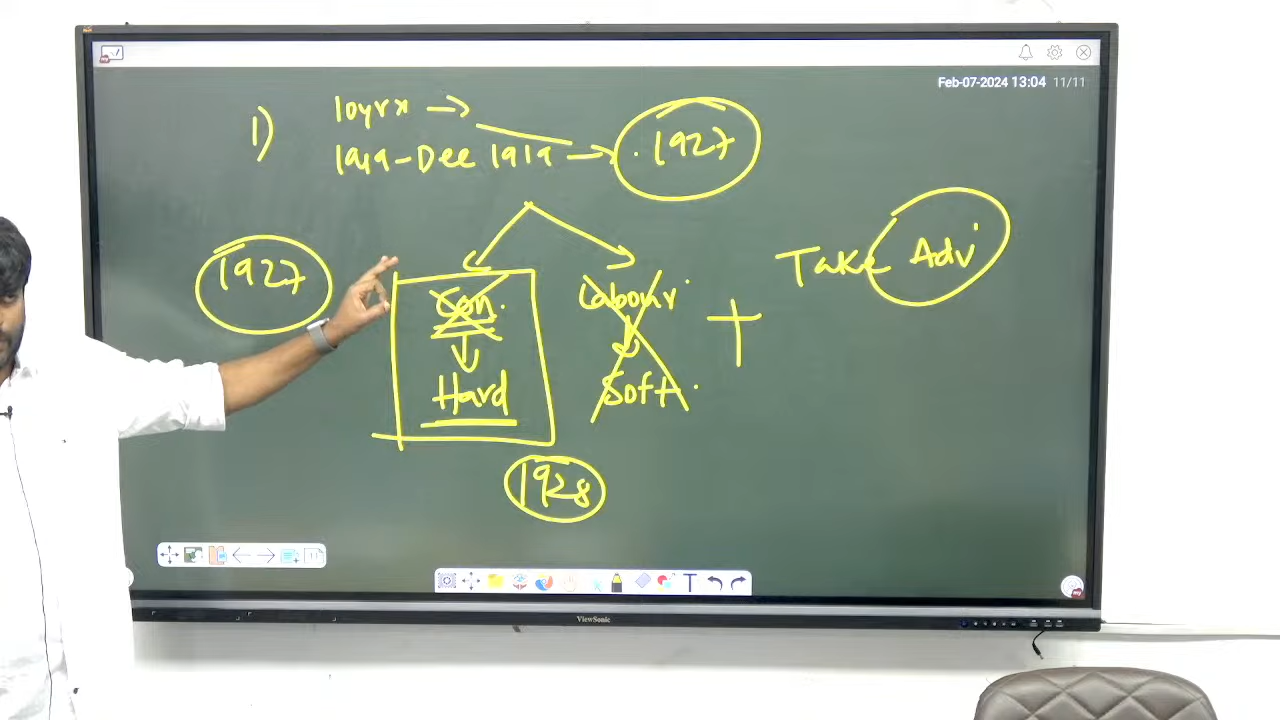 Feb-07-2024 13:04 11/11
1) 10yrs →
1919-Dec 1919 → 1927
1927
Con. Labour + Take Adv
Hard Soft
1928
ViewSonic